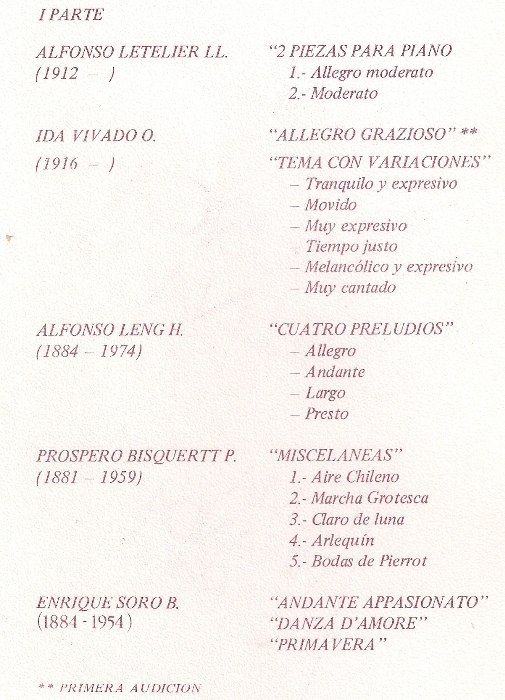 I PARTE
ALFONSO LETELIER LL. "2 PIEZAS PARA PIANO
(1912 – ) 1.- Allegro moderato
2.- Moderato
IDA VIVADO O. "ALLEGRO GRAZIOSO" **
(1916 – ) "TEMA CON VARIACIONES"
– Tranquilo y expresivo
– Movido
– Muy expresivo
Tiempo justo
– Melancólico y expresivo
– Muy cantado
ALFONSO LENG H. "CUATRO PRELUDIOS"
(1884 – 1974) – Allegro
– Andante
– Largo
– Presto
PROSPERO BISQUERTT P. "MISCELANEAS"
(1881 – 1959) 1.- Aire Chileno
2.- Marcha Grotesca
3.- Claro de luna
4.- Arlequín
5.- Bodas de Pierrot
ENRIQUE SORO B. "ANDANTE APPASIONATO"
(1884 - 1954) "DANZA D'AMORE"
"PRIMAVERA"
** PRIMERA AUDICION